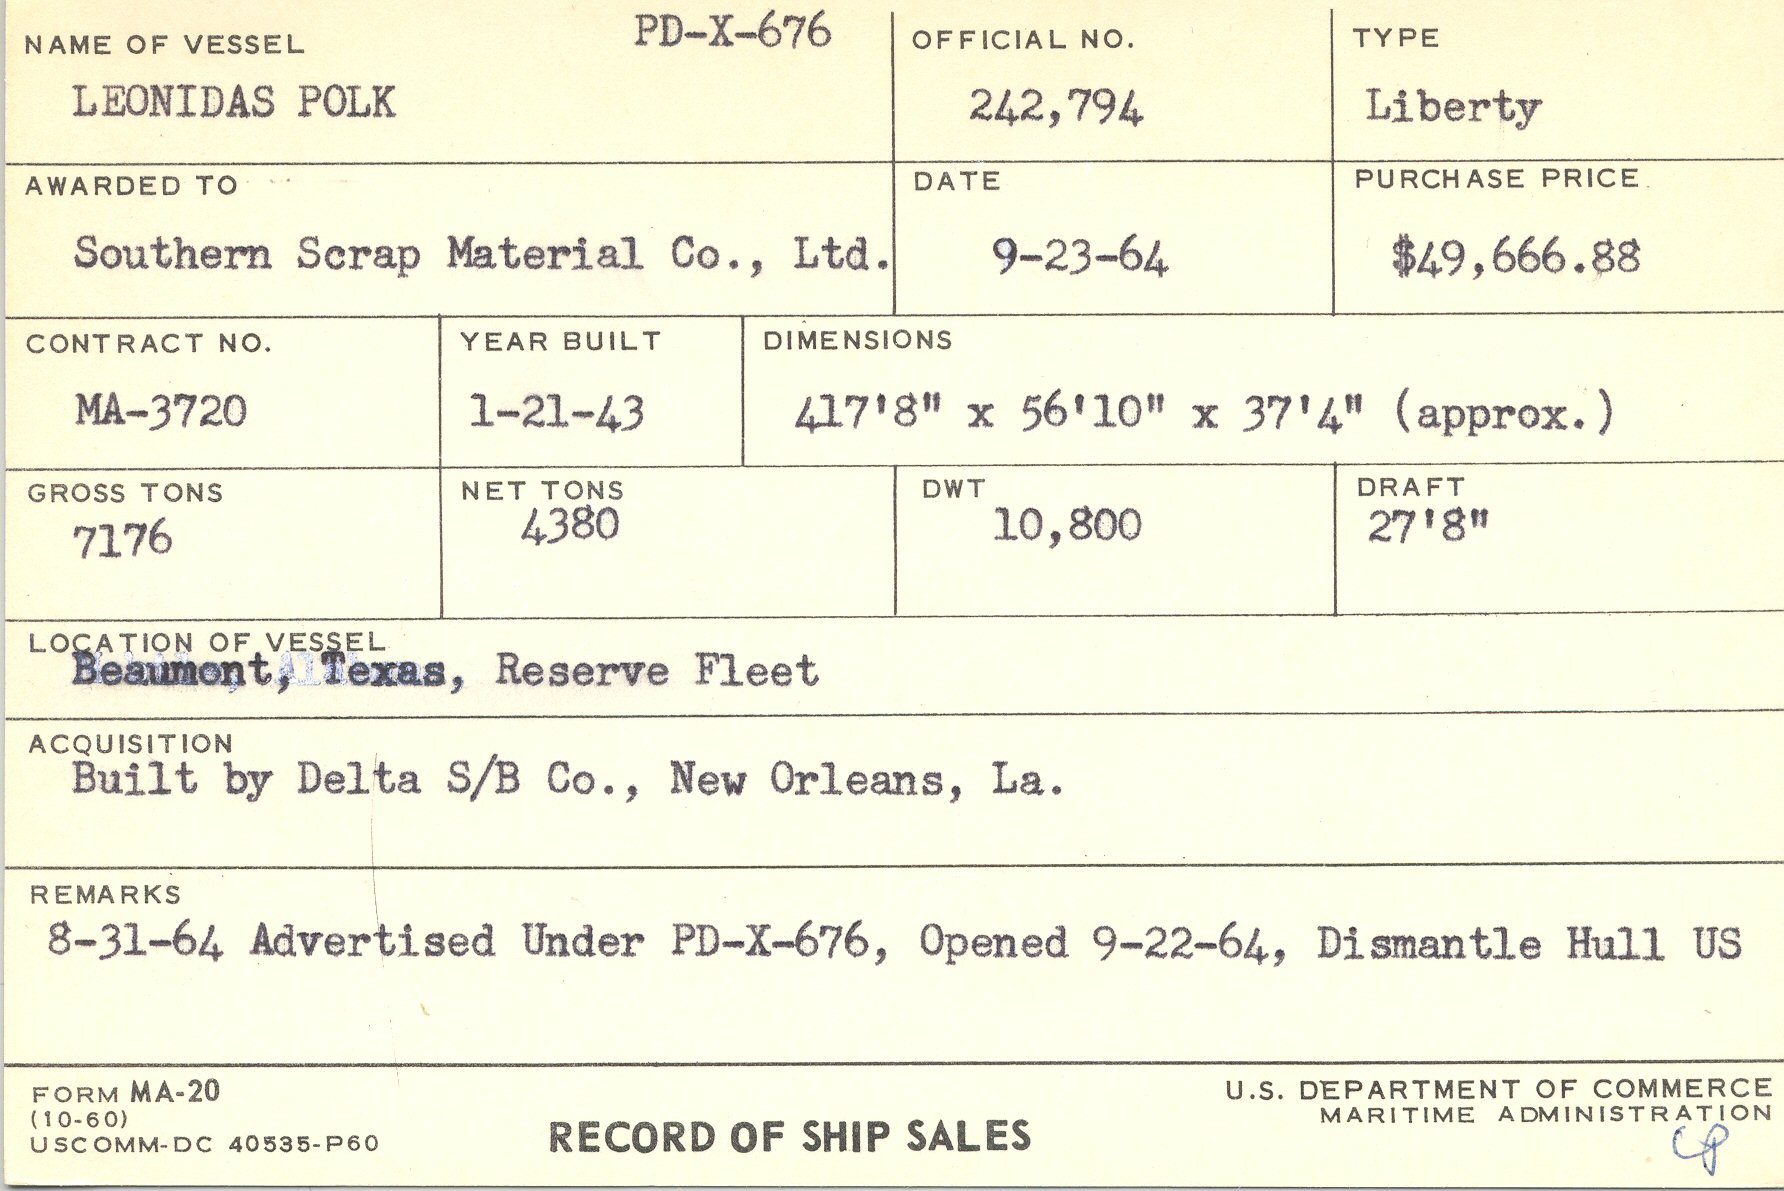 NAME OF VESSEL PD-X-676 OFFICIAL NO. TYPE
LEONIDAS POLK 242,794 Liberty
AWARDED TO DATE PURCHASE PRICE
Southern Scrap Material Co., Ltd. 9-23-64 $49,666.88
CONTRACT NO. YEAR BUILT DIMENSIONS
MA-3720 1-21-43 417'8" x 56'10" x 37'4" (approx.)
GROSS TONS NET TONS DWT DRAFT
7176 4380 10,800 27'8"
LOCATION OF VESSEL
Beaumont, Texas, Reserve Fleet
ACQUISITION
Built by Delta S/B Co., New Orleans, La.
REMARKS
8-31-64 Advertised Under PD-X-676, Opened 9-22-64, Dismantle Hull US
FORM MA-20
(10-60)
USCOMM-DC 40535-P60
RECORD OF SHIP SALES
U.S. DEPARTMENT OF COMMERCE
MARITIME ADMINISTRATION